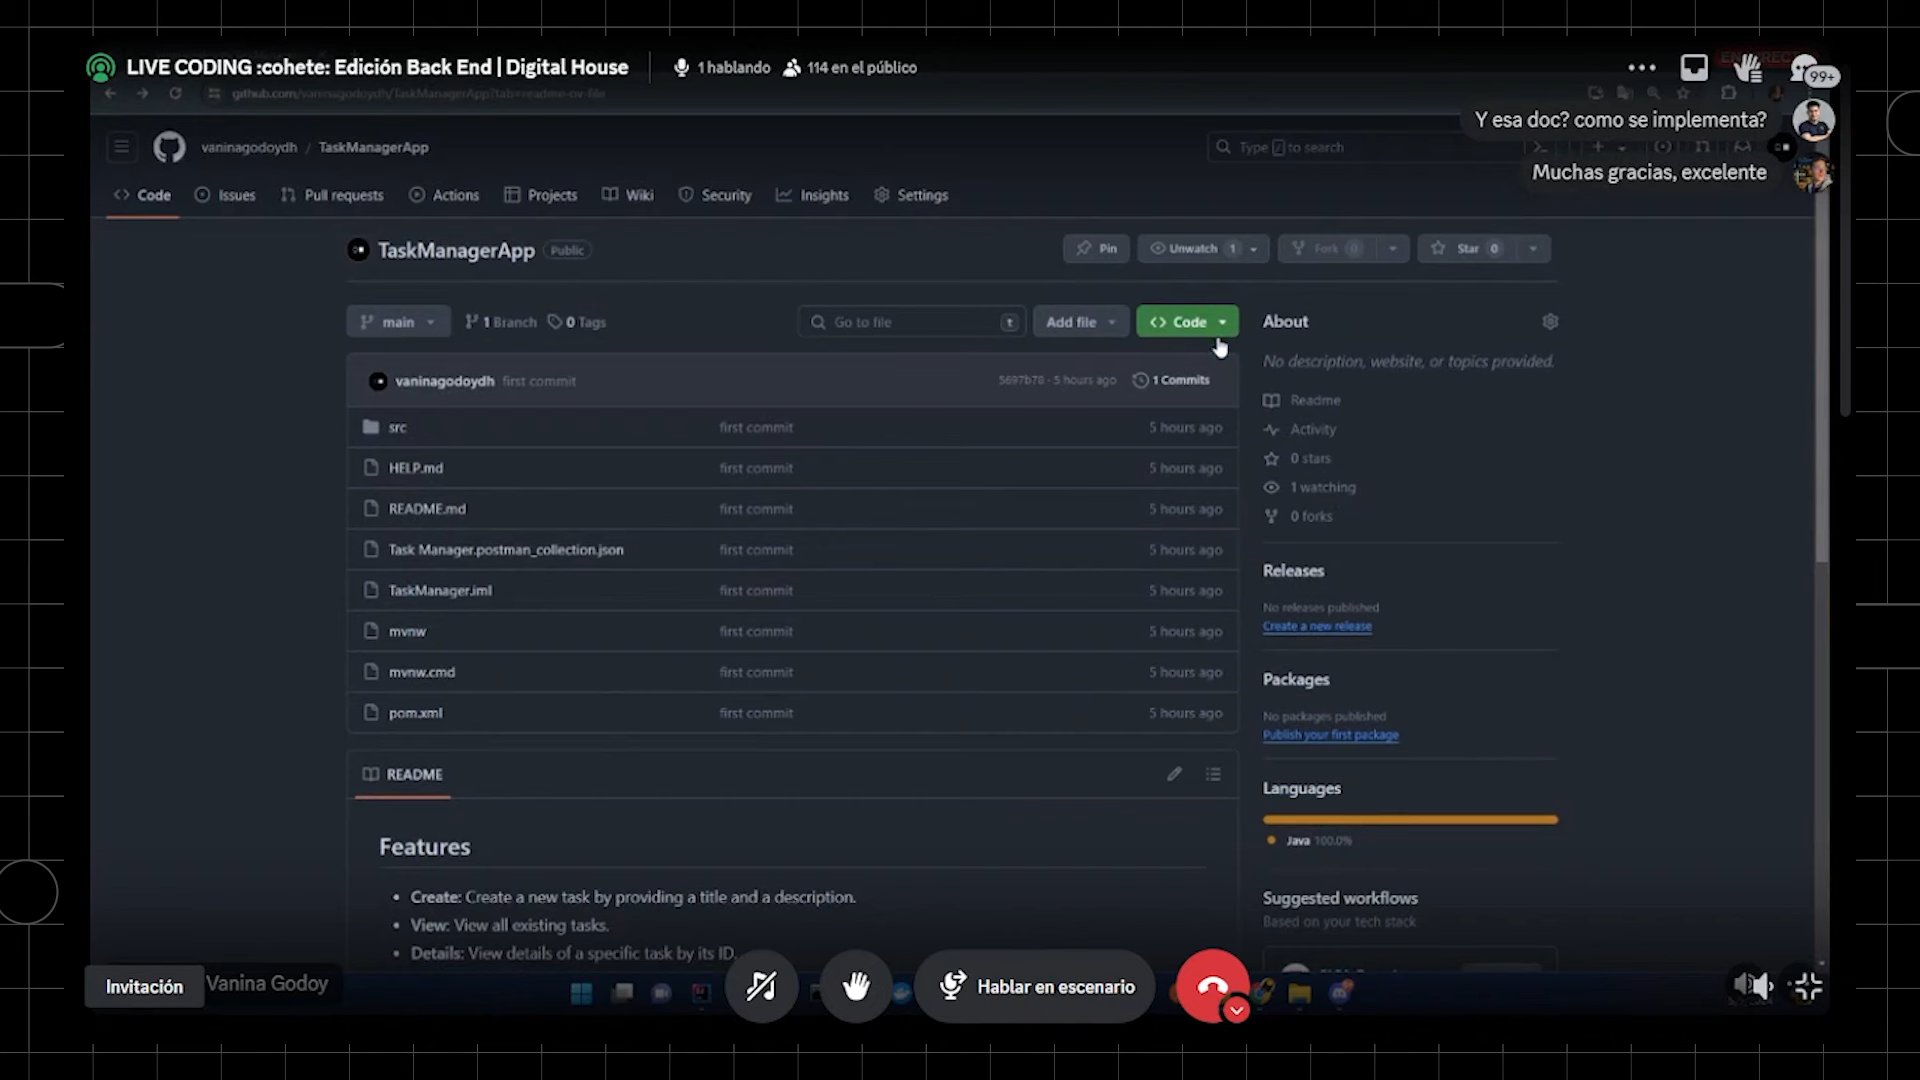 LIVE CODING :cohete: Edición Back End | Digital House
1 hablando
114 en el público
99+
github.com/vaninagodoydh/TaskManagerApp?tab=readme-ov-file
Y esa doc? como se implementa?
vaninagodoydh / TaskManagerApp
Type / to search
Muchas gracias, excelente
Code
Issues
Pull requests
Actions
Projects
Wiki
Security
Insights
Settings
TaskManagerApp
Public
Pin
Unwatch 1
Fork 0
Star 0
main
1 Branch
0 Tags
Go to file
t
Add file
Code
About
No description, website, or topics provided.
vaninagodoydh first commit
5697b78 · 5 hours ago
1 Commits
Readme
src first commit 5 hours ago
Activity
0 stars
HELP.md first commit 5 hours ago
1 watching
README.md first commit 5 hours ago
0 forks
Task Manager.postman_collection.json first commit 5 hours ago
Releases
TaskManager.iml first commit 5 hours ago
No releases published
Create a new release
mvnw first commit 5 hours ago
mvnw.cmd first commit 5 hours ago
Packages
pom.xml first commit 5 hours ago
No packages published
Publish your first package
README
Languages
Java 100.0%
Features
Create: Create a new task by providing a title and a description.
Suggested workflows
Based on your tech stack
View: View all existing tasks.
Details: View details of a specific task by its ID.
Invitación
Vanina Godoy
Hablar en escenario